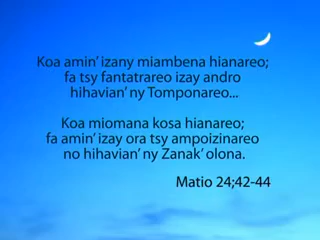 Koa amin’ izany miambena hianareo;
fa tsy fantatrareo izay andro
hihavian’ ny Tomponareo...
Koa miomana kosa hianareo;
fa amin’ izay ora tsy ampoizinareo
no hihavian’ ny Zanak’ olona.
Matio 24;42-44